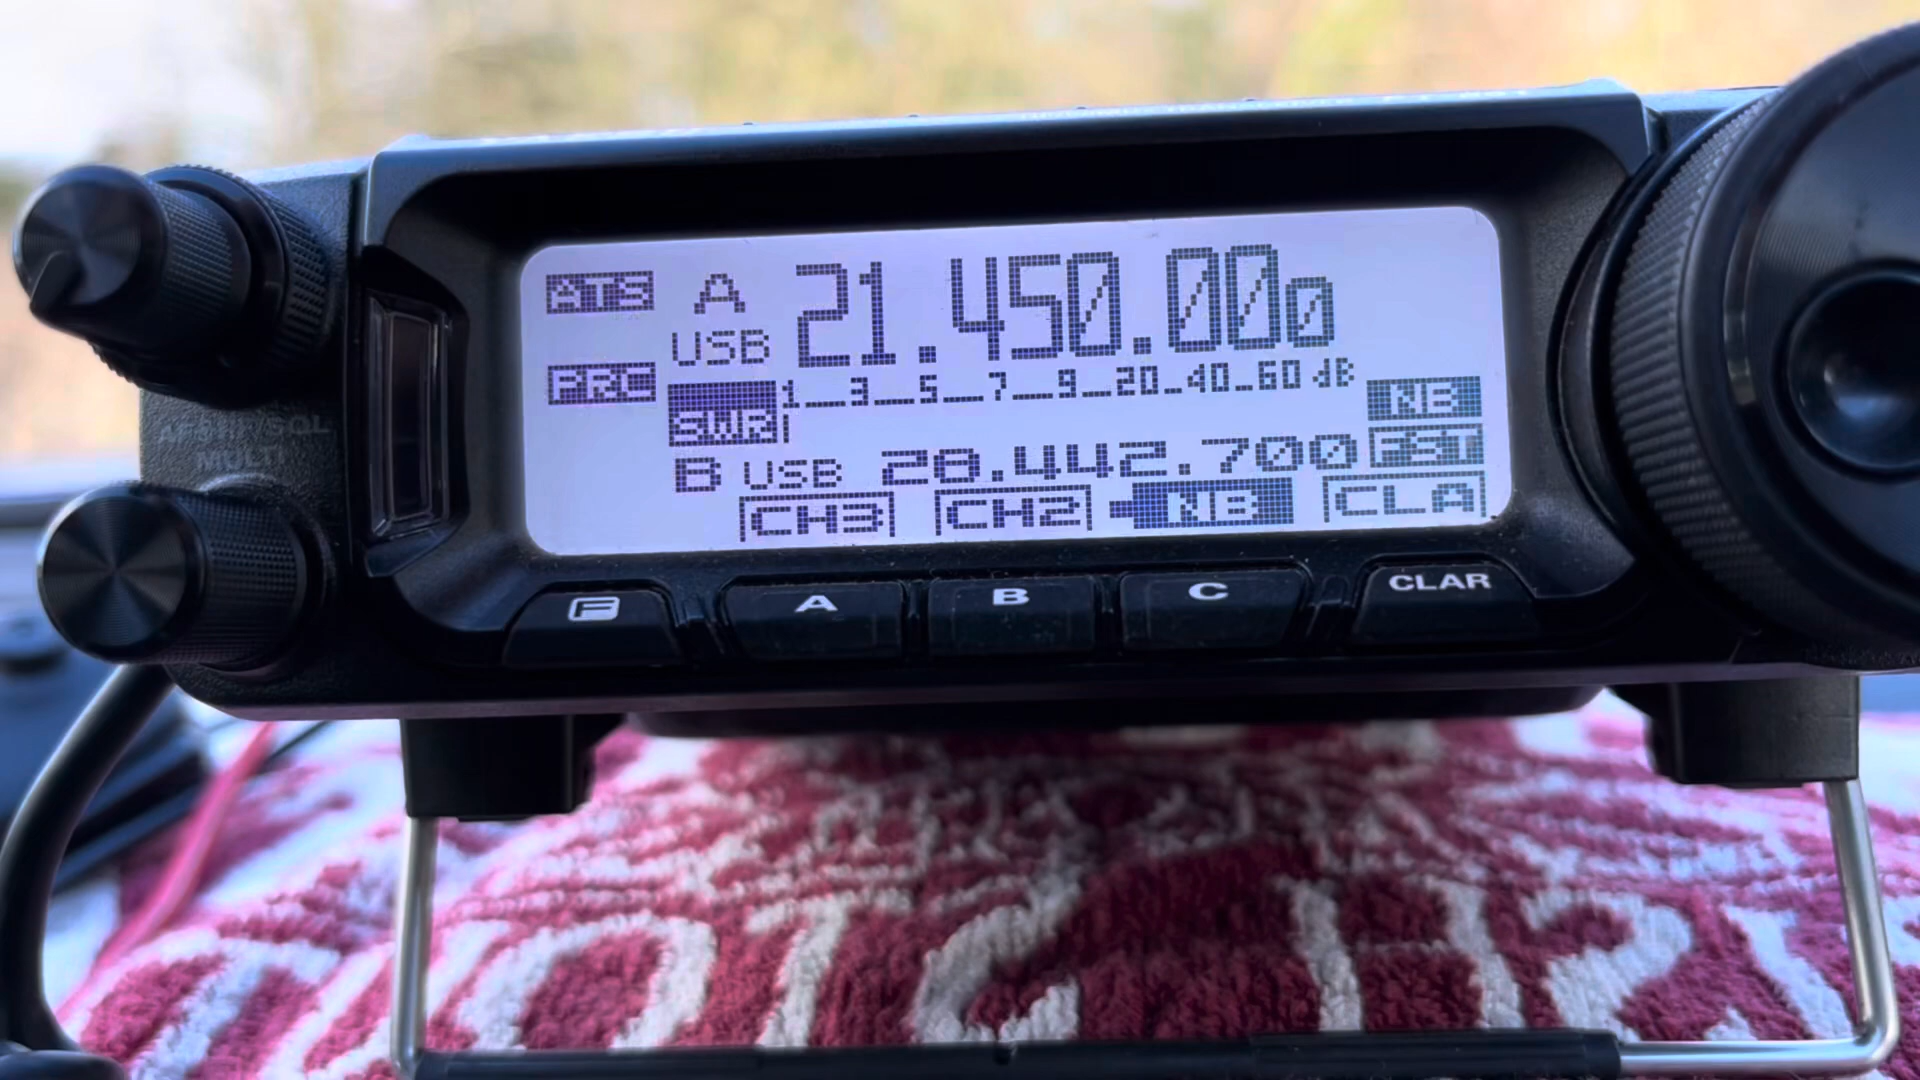 ATS A 21.450.000
USB
PRC 1 3 5 7 9 20 40 60 dB NB
SWR FST
B USB 28.442.700
CH3 CH2 NB CLA
F A B C CLAR